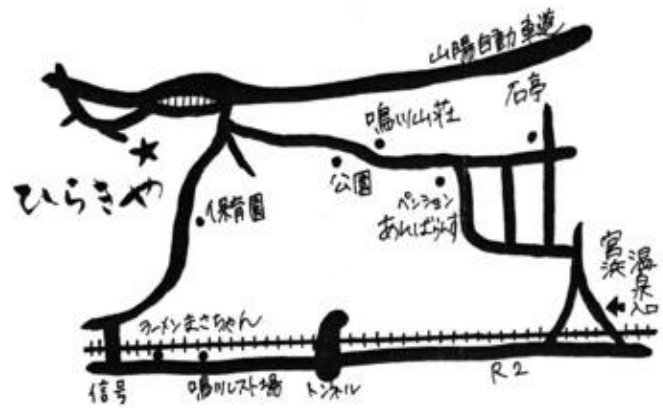 山陽自動車道
石亭
鳴川山荘
公園
ペンション
あんばらんす
ひらきや
保育園
宮浜
温泉
入口
ラーメンまさちゃん
信号
鳴川レスト場
トンネル
R2